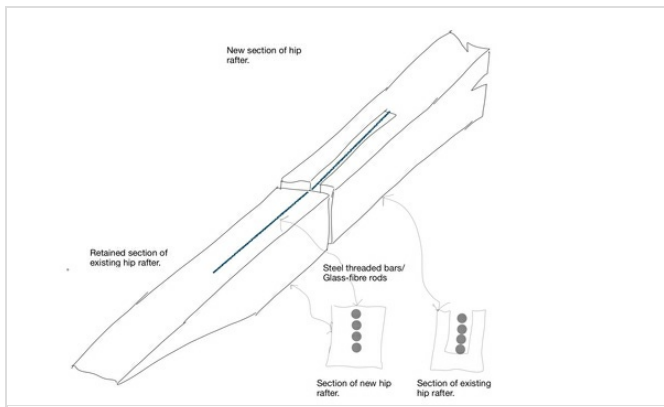 New section of hip
rafter.
Retained section of
existing hip rafter.
Steel threaded bars/
Glass-fibre rods
Section of new hip
rafter.
Section of existing
hip rafter.